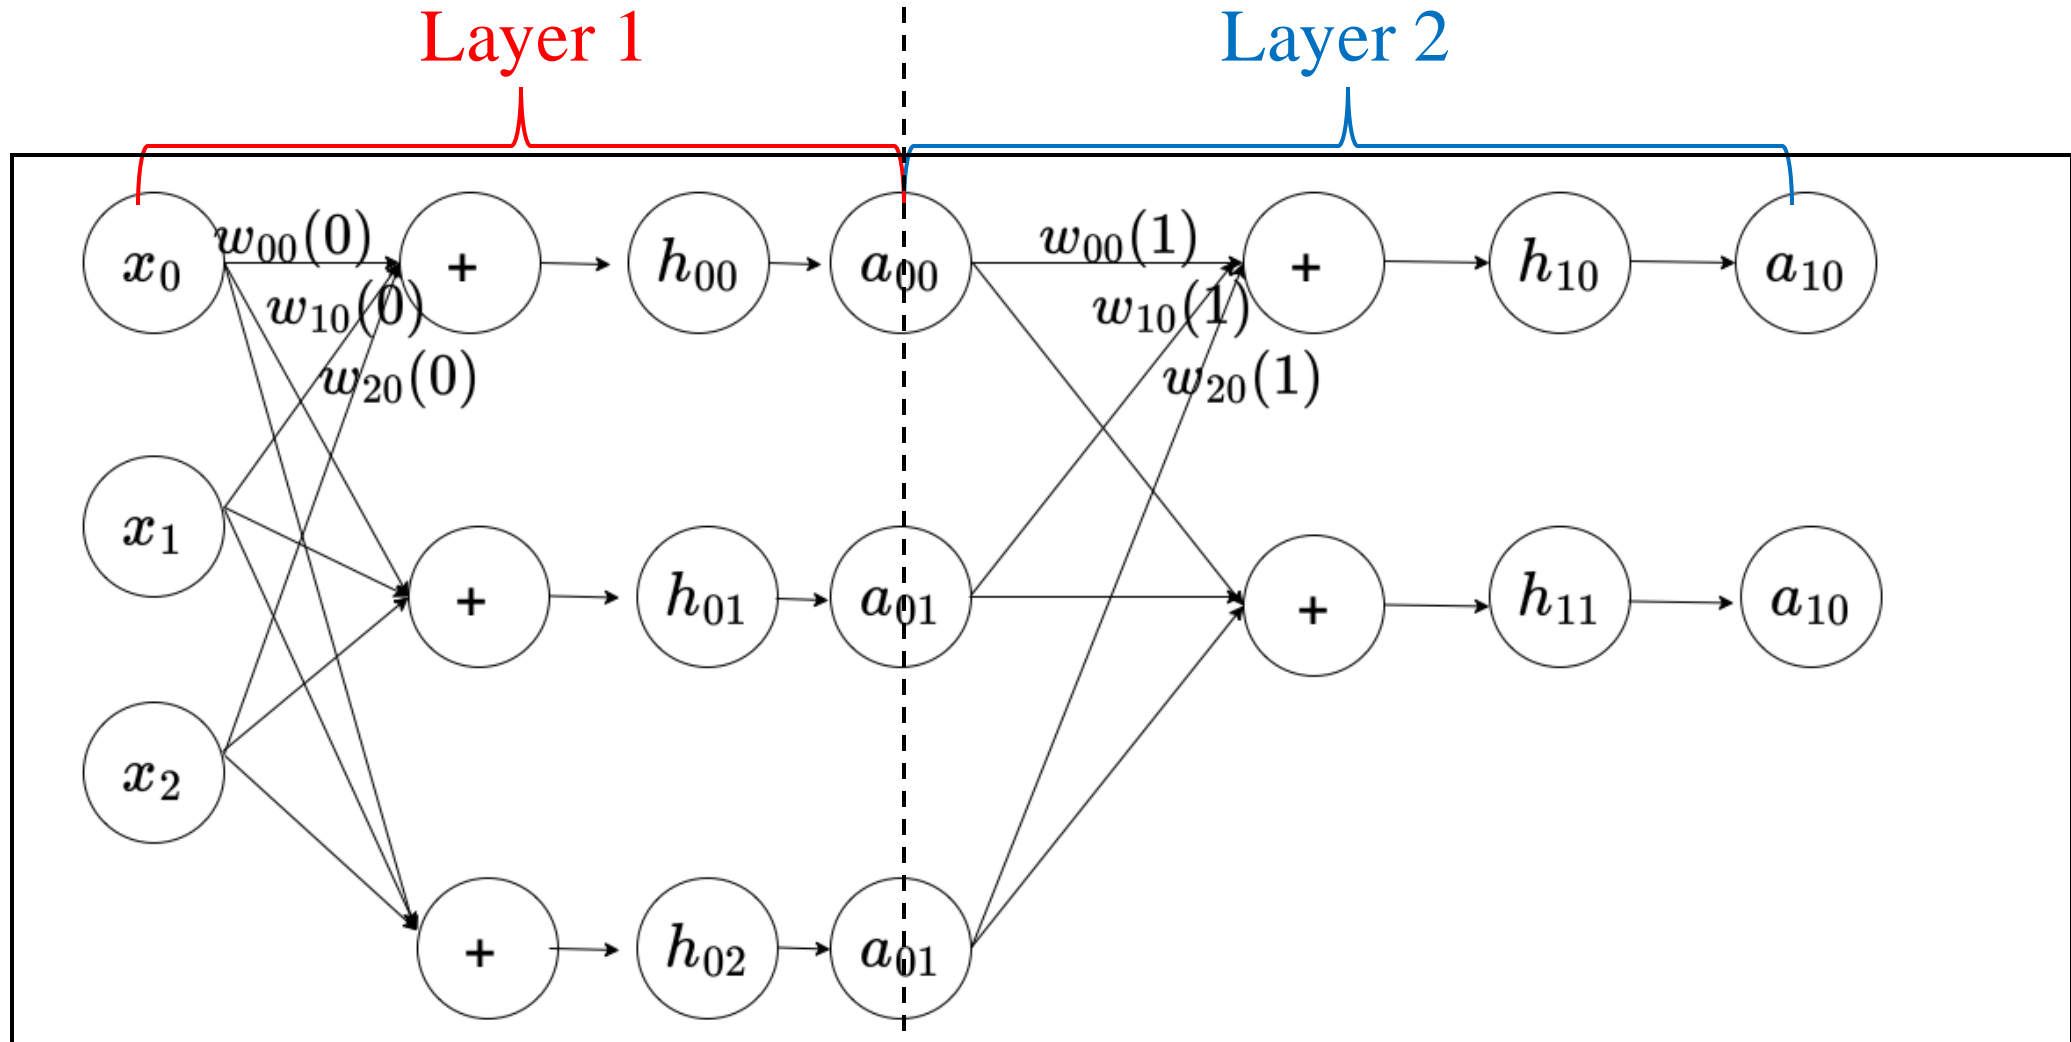 Layer 1 Layer 2
x₀ w₀₀(0) + h₀₀ a₀₀ w₀₀(1) + h₁₀ a₁₀
w₁₀(0) w₁₀(1)
w₂₀(0) w₂₀(1)
x₁
+ h₀₁ a₀₁ + h₁₁ a₁₀
x₂
+ h₀₂ a₀₁